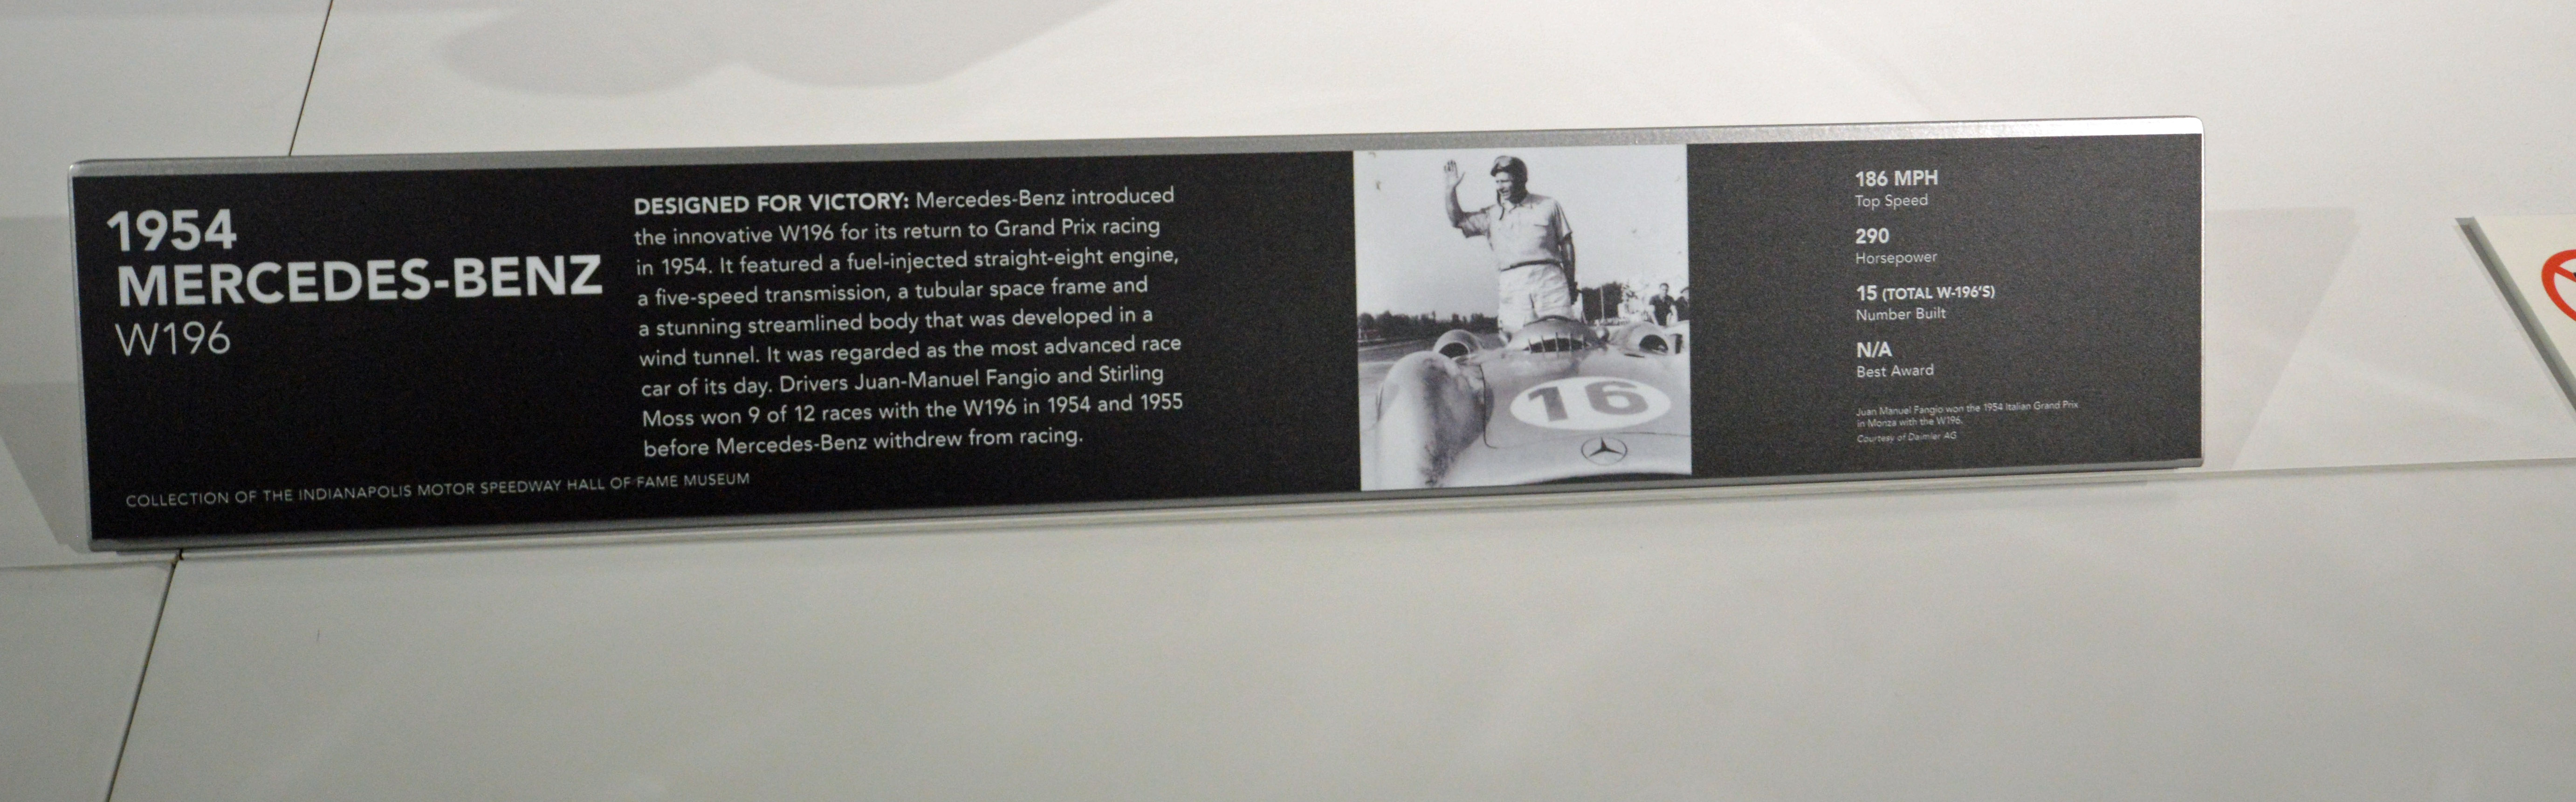 1954
MERCEDES-BENZ
W196
DESIGNED FOR VICTORY: Mercedes-Benz introduced
the innovative W196 for its return to Grand Prix racing
in 1954. It featured a fuel-injected straight-eight engine,
a five-speed transmission, a tubular space frame and
a stunning streamlined body that was developed in a
wind tunnel. It was regarded as the most advanced race
car of its day. Drivers Juan-Manuel Fangio and Stirling
Moss won 9 of 12 races with the W196 in 1954 and 1955
before Mercedes-Benz withdrew from racing.
COLLECTION OF THE INDIANAPOLIS MOTOR SPEEDWAY HALL OF FAME MUSEUM
16
186 MPH
Top Speed
290
Horsepower
15 (TOTAL W-196'S)
Number Built
N/A
Best Award
Juan Manuel Fangio won the 1954 Italian Grand Prix
in Monza with the W196.
Courtesy of Daimler AG